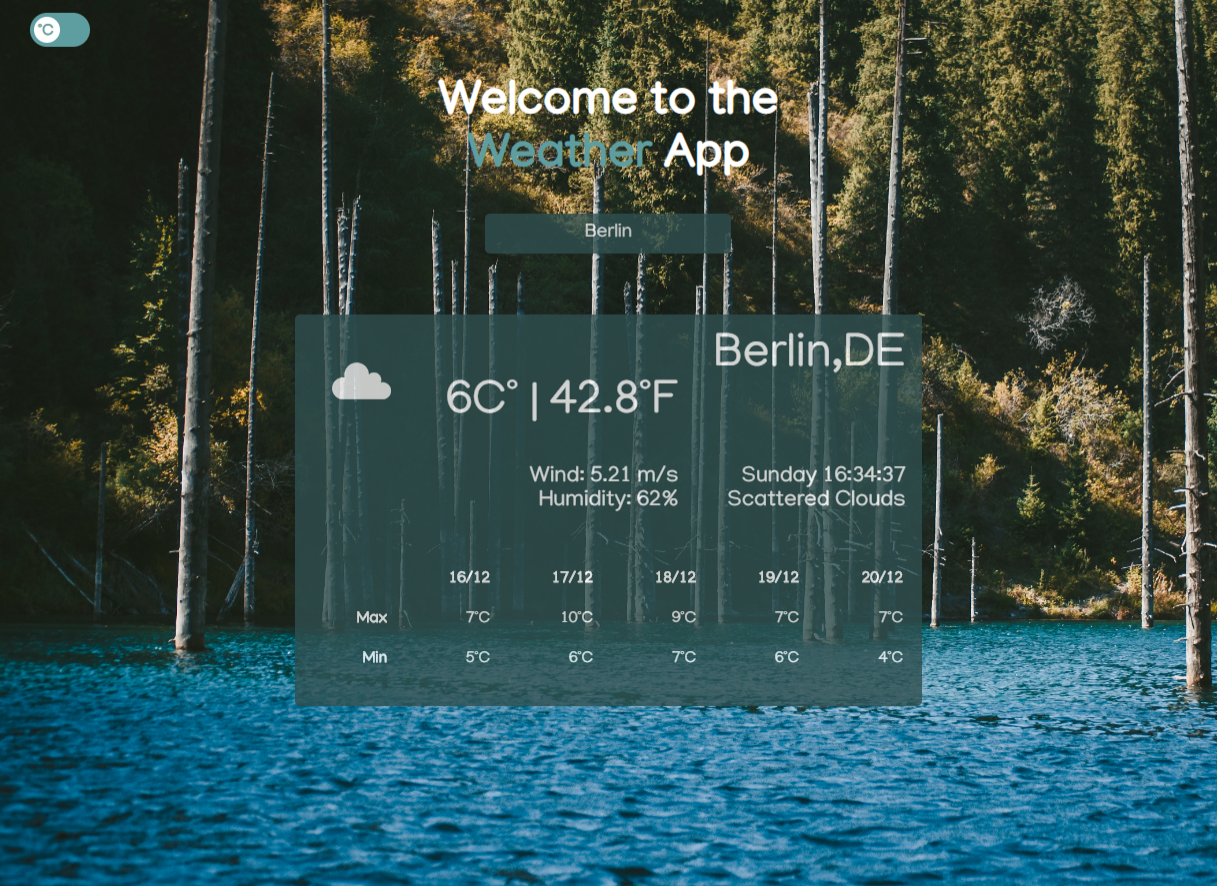 °C
Welcome to the
Weather App
Berlin
Berlin,DE
6C° | 42.8°F
Wind: 5.21 m/s
Humidity: 62%
Sunday 16:34:37
Scattered Clouds
16/12 17/12 18/12 19/12 20/12
Max 7°C 10°C 9°C 7°C 7°C
Min 5°C 6°C 7°C 6°C 4°C